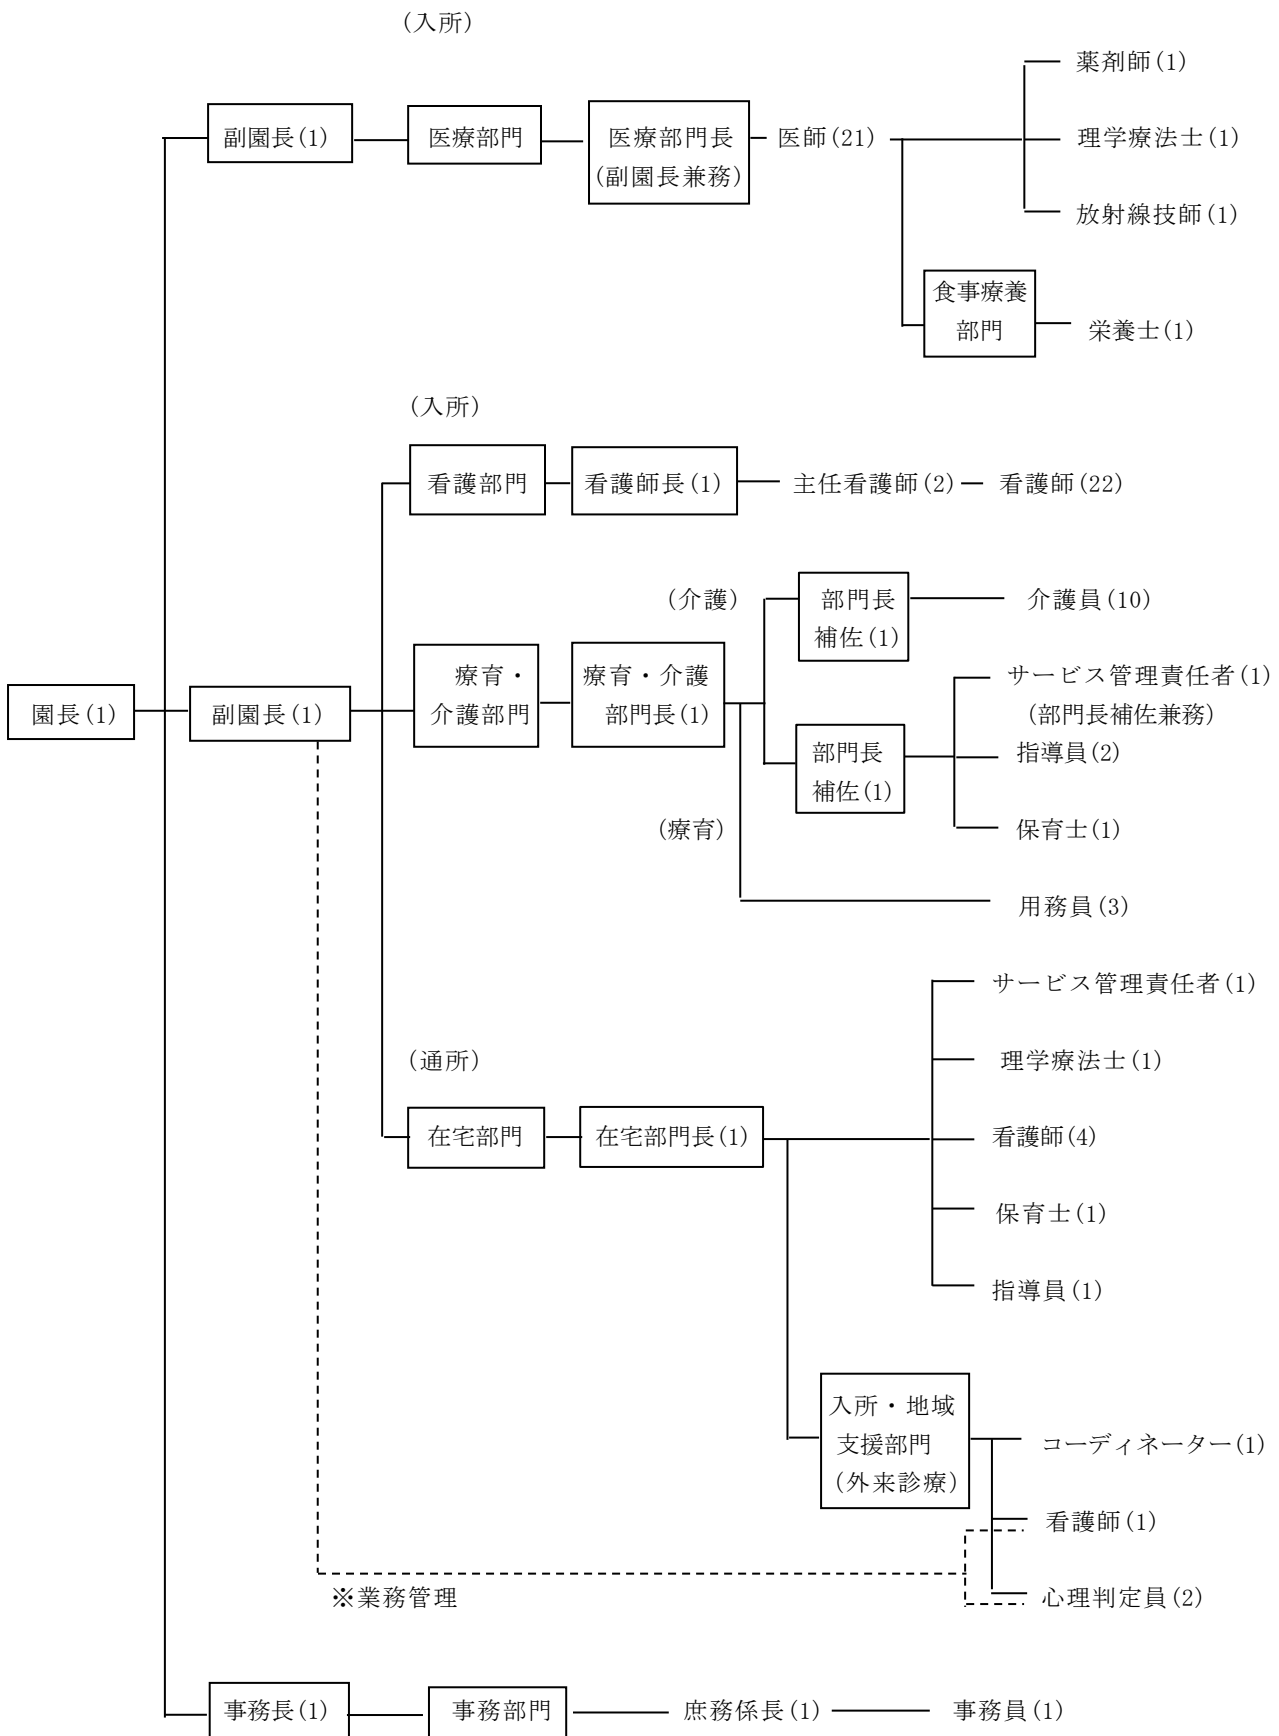 (入所)
薬剤師(1)
副園長(1)
医療部門
医療部門長
(副園長兼務)
医師(21)
理学療法士(1)
放射線技師(1)
食事療養
部門
栄養士(1)
(入所)
看護部門
看護師長(1)
主任看護師(2)
看護師(22)
(介護)
部門長
補佐(1)
介護員(10)
園長(1)
副園長(1)
療育・
介護部門
療育・介護
部門長(1)
サービス管理責任者(1)
(部門長補佐兼務)
部門長
補佐(1)
指導員(2)
(療育)
保育士(1)
用務員(3)
サービス管理責任者(1)
(通所)
理学療法士(1)
在宅部門
在宅部門長(1)
看護師(4)
保育士(1)
指導員(1)
入所・地域
支援部門
(外来診療)
コーディネーター(1)
看護師(1)
※業務管理
心理判定員(2)
事務長(1)
事務部門
庶務係長(1)
事務員(1)